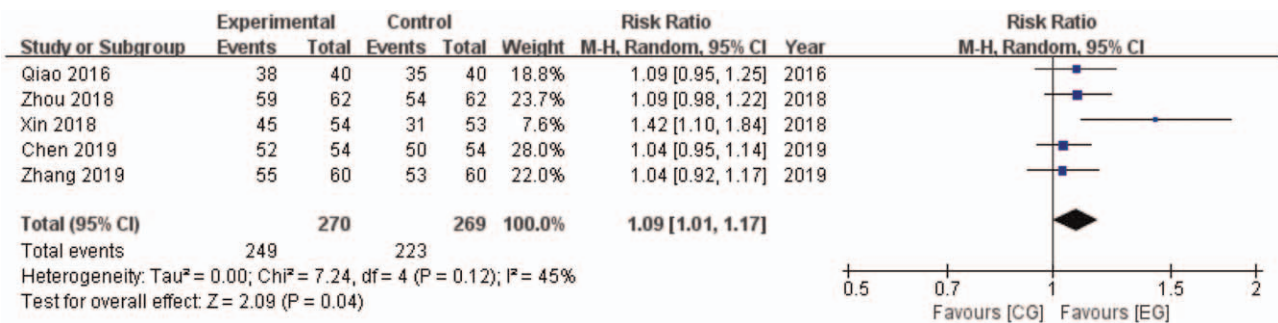 Experimental Control Risk Ratio Risk Ratio
Study or Subgroup Events Total Events Total Weight M-H, Random, 95% CI Year M-H, Random, 95% CI
Qiao 2016 38 40 35 40 18.8% 1.09 [0.95, 1.25] 2016
Zhou 2018 59 62 54 62 23.7% 1.09 [0.98, 1.22] 2018
Xin 2018 45 54 31 53 7.6% 1.42 [1.10, 1.84] 2018
Chen 2019 52 54 50 54 28.0% 1.04 [0.95, 1.14] 2019
Zhang 2019 55 60 53 60 22.0% 1.04 [0.92, 1.17] 2019
Total (95% CI) 270 269 100.0% 1.09 [1.01, 1.17]
Total events 249 223
Heterogeneity: Tau² = 0.00; Chi² = 7.24, df = 4 (P = 0.12); I² = 45%
Test for overall effect: Z = 2.09 (P = 0.04)
0.5 0.7 1 1.5 2
Favours [CG] Favours [EG]